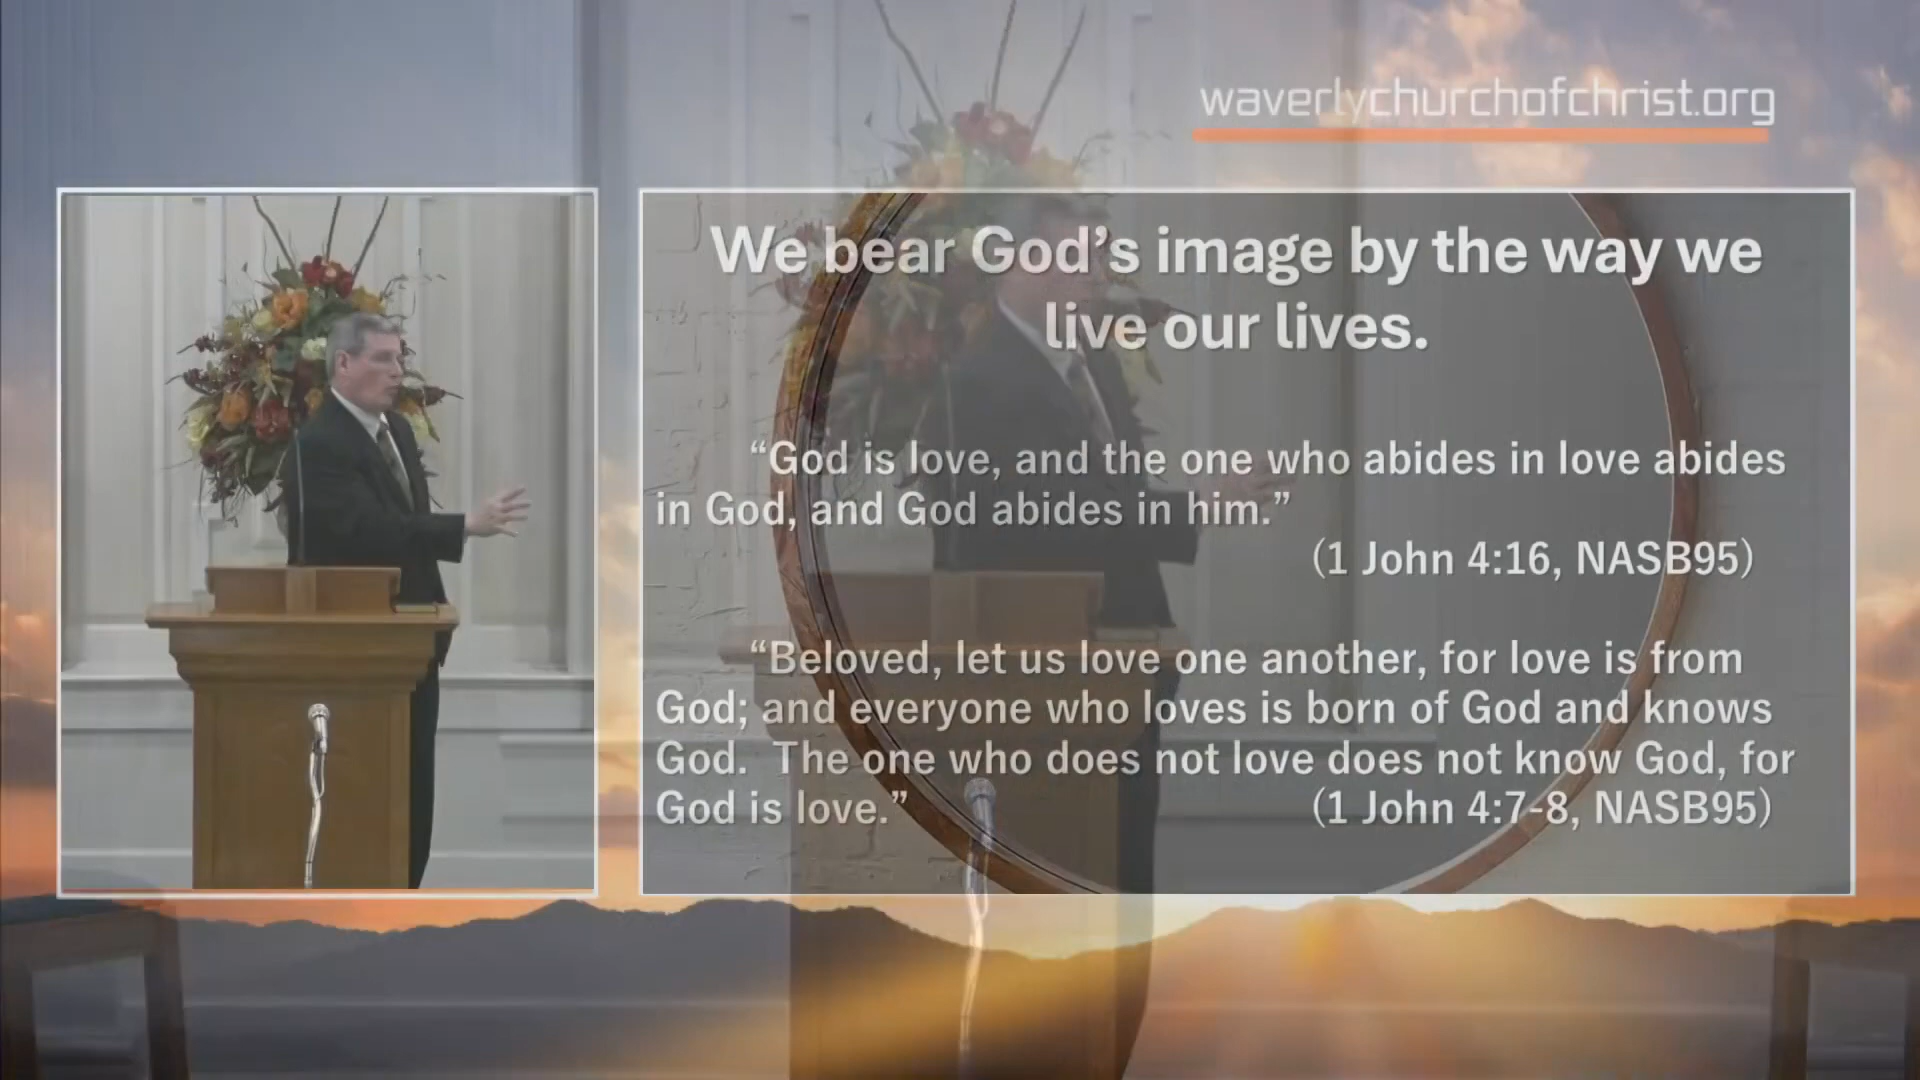 waverlychurchofchrist.org
We bear God’s image by the way we
live our lives.
“God is love, and the one who abides in love abides
in God, and God abides in him.”
(1 John 4:16, NASB95)
“Beloved, let us love one another, for love is from
God; and everyone who loves is born of God and knows
God. The one who does not love does not know God, for
God is love.” (1 John 4:7-8, NASB95)